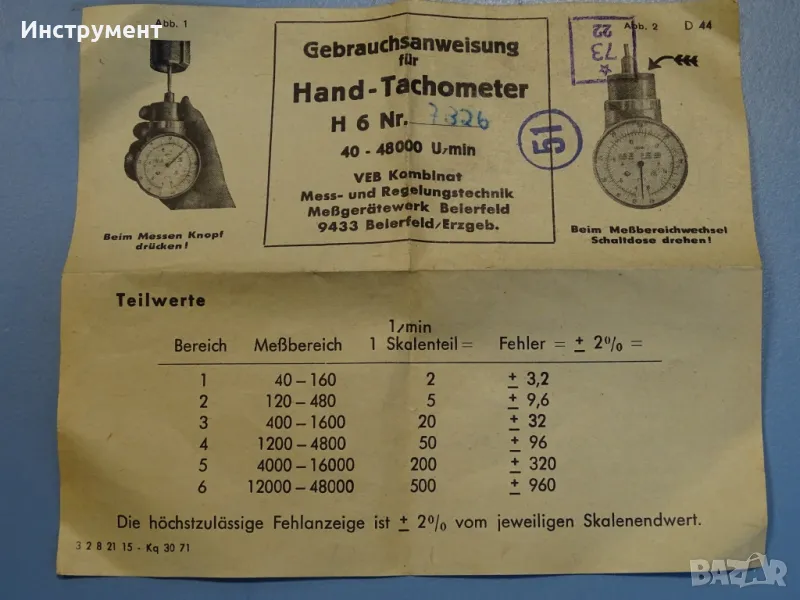 Инструмент
Abb. 1
Gebrauchsanweisung
für
Hand-Tachometer
H 6 Nr. 7326
40 - 48000 U/min
VEB Kombinat
Mess- und Regelungstechnik
Meßgerätewerk Beierfeld
9433 Beierfeld/Erzgeb.
73
22
51
Abb. 2
D 44
Beim Messen Knopf
drücken!
Beim Meßbereichwechsel
Schaltdose drehen!
Teilwerte
Bereich Meßbereich 1/min 1 Skalenteil = Fehler = ± 2% =
1 40 – 160 2 ± 3,2
2 120 – 480 5 ± 9,6
3 400 – 1600 20 ± 32
4 1200 – 4800 50 ± 96
5 4000 – 16000 200 ± 320
6 12000 – 48000 500 ± 960
Die höchstzulässige Fehlanzeige ist ± 2% vom jeweiligen Skalenendwert.
3 2 8 21 15 - Kq 30 71
BAZAR